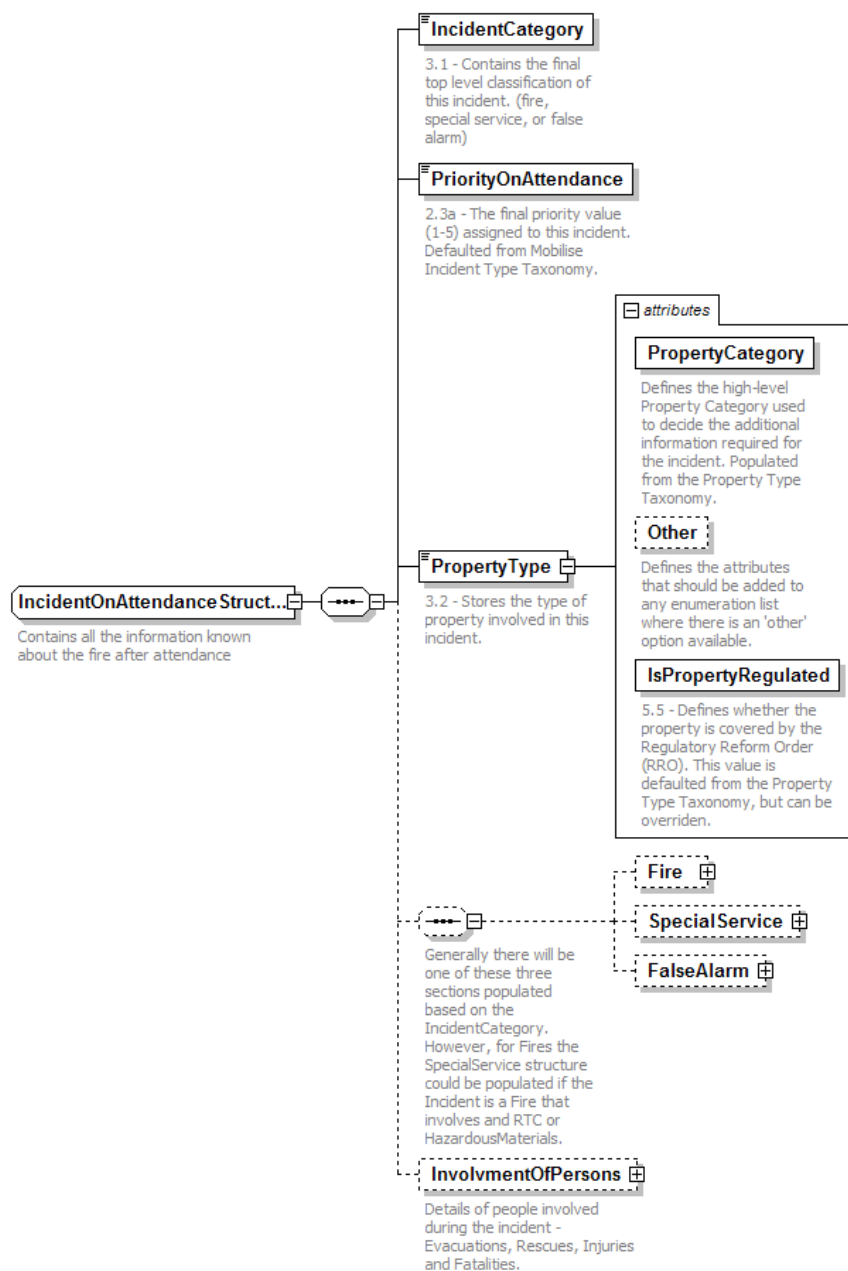 IncidentCategory
3.1 - Contains the final
top level classification of
this incident. (fire,
special service, or false
alarm)
PriorityOnAttendance
2.3a - The final priority value
(1-5) assigned to this incident.
Defaulted from Mobilise
Incident Type Taxonomy.
attributes
PropertyCategory
Defines the high-level
Property Category used
to decide the additional
information required for
the incident. Populated
from the Property Type
Taxonomy.
Other
Defines the attributes
that should be added to
any enumeration list
where there is an 'other'
option available.
IsPropertyRegulated
5.5 - Defines whether the
property is covered by the
Regulatory Reform Order
(RRO). This value is
defaulted from the Property
Type Taxonomy, but can be
overriden.
PropertyType
3.2 - Stores the type of
property involved in this
incident.
IncidentOnAttendanceStruct...
Contains all the information known
about the fire after attendance
Fire
SpecialService
FalseAlarm
Generally there will be
one of these three
sections populated
based on the
IncidentCategory.
However, for Fires the
SpecialService structure
could be populated if the
Incident is a Fire that
involves and RTC or
HazardousMaterials.
InvolvmentOfPersons
Details of people involved
during the incident -
Evacuations, Rescues, Injuries
and Fatalities.